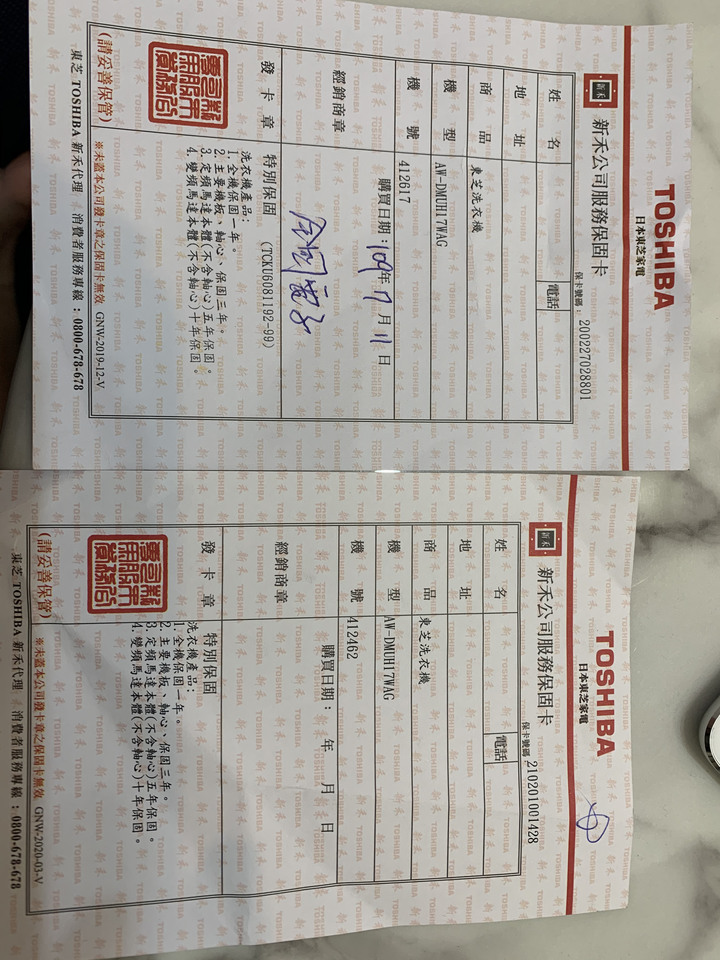 TOSHIBA
日本東芝家電
新禾
新禾公司服務保固卡
保卡號碼：200227028801
姓名
電話
地址
商品 東芝洗衣機
機型 AW-DMUH17WAG
機號 412617
購買日期：109年7月11日
經銷商章
發卡章
特別保固 (TCKU6081192-99)
洗衣機產品：
1. 全機保固一年。
2. 主要機板、軸心、保固三年。
3. 定頻馬達本體(不含軸心)五年保固。
4. 變頻馬達本體(不含軸心)十年保固。
(請妥善保管)
※未蓋本公司發卡章之保固卡無效 GNW-2019-12-V
東芝 TOSHIBA 新禾代理 消費者服務專線：0800-678-678
TOSHIBA
日本東芝家電
新禾
新禾公司服務保固卡
保卡號碼：210201001428
姓名
電話
地址
商品 東芝洗衣機
機型 AW-DMUH17WAG
機號 412462
購買日期： 年 月 日
經銷商章
發卡章
特別保固
洗衣機產品：
1. 全機保固一年。
2. 主要機板、軸心、保固三年。
3. 定頻馬達本體(不含軸心)五年保固。
4. 變頻馬達本體(不含軸心)十年保固。
(請妥善保管)
※未蓋本公司發卡章之保固卡無效 GNW-2020-03-V
東芝 TOSHIBA 新禾代理 消費者服務專線：0800-678-678